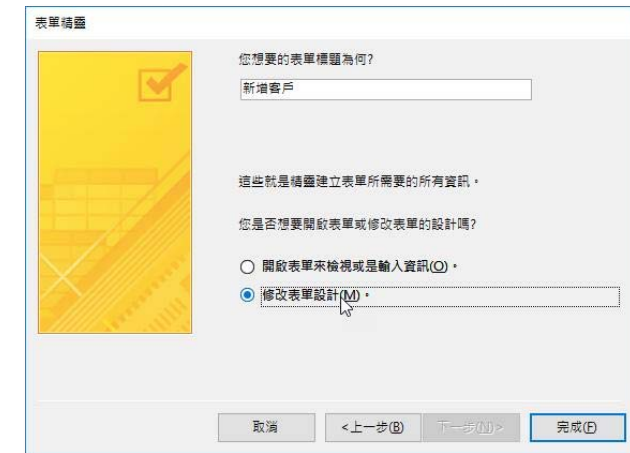 表單精靈
您想要的表單標題為何?
新增客戶
這些就是精靈建立表單所需要的所有資訊。
您是否想要開啟表單或修改表單的設計嗎?
開啟表單來檢視或是輸入資訊(O)。
修改表單設計(M)。
取消 <上一步(B) 下一步(N)> 完成(F)